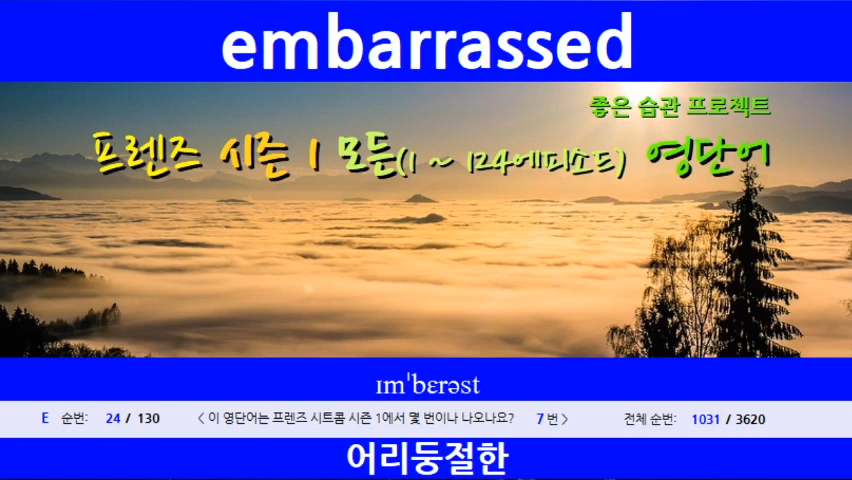 embarrassed
좋은 습관 프로젝트
프렌즈 시즌 1 모든(1 ~ 124에피소드) 영단어
ɪmˈbɛrəst
E 순번: 24 / 130 < 이 영단어는 프렌즈 시트콤 시즌 1에서 몇 번이나 나오나요? 7 번 > 전체 순번: 1031 / 3620
어리둥절한